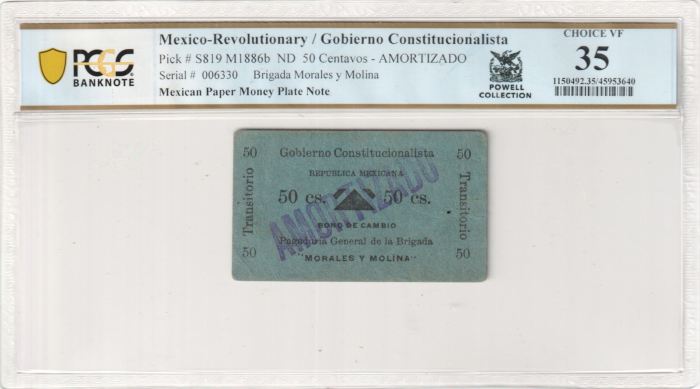 PCGS
BANKNOTE
Mexico-Revolutionary / Gobierno Constitucionalista
Pick # S819 M1886b ND 50 Centavos - AMORTIZADO
Serial # 006330 Brigada Morales y Molina
Mexican Paper Money Plate Note
POWELL
COLLECTION
CHOICE VF
35
1150492.35/45953640
50 Gobierno Constitucionalista 50
REPUBLICA MEXICANA
50 cs. 50 cs.
BONO DE CAMBIO
Pagaduría General de la Brigada
50 "MORALES Y MOLINA" 50
Transitorio
Transitorio
AMORTIZADO